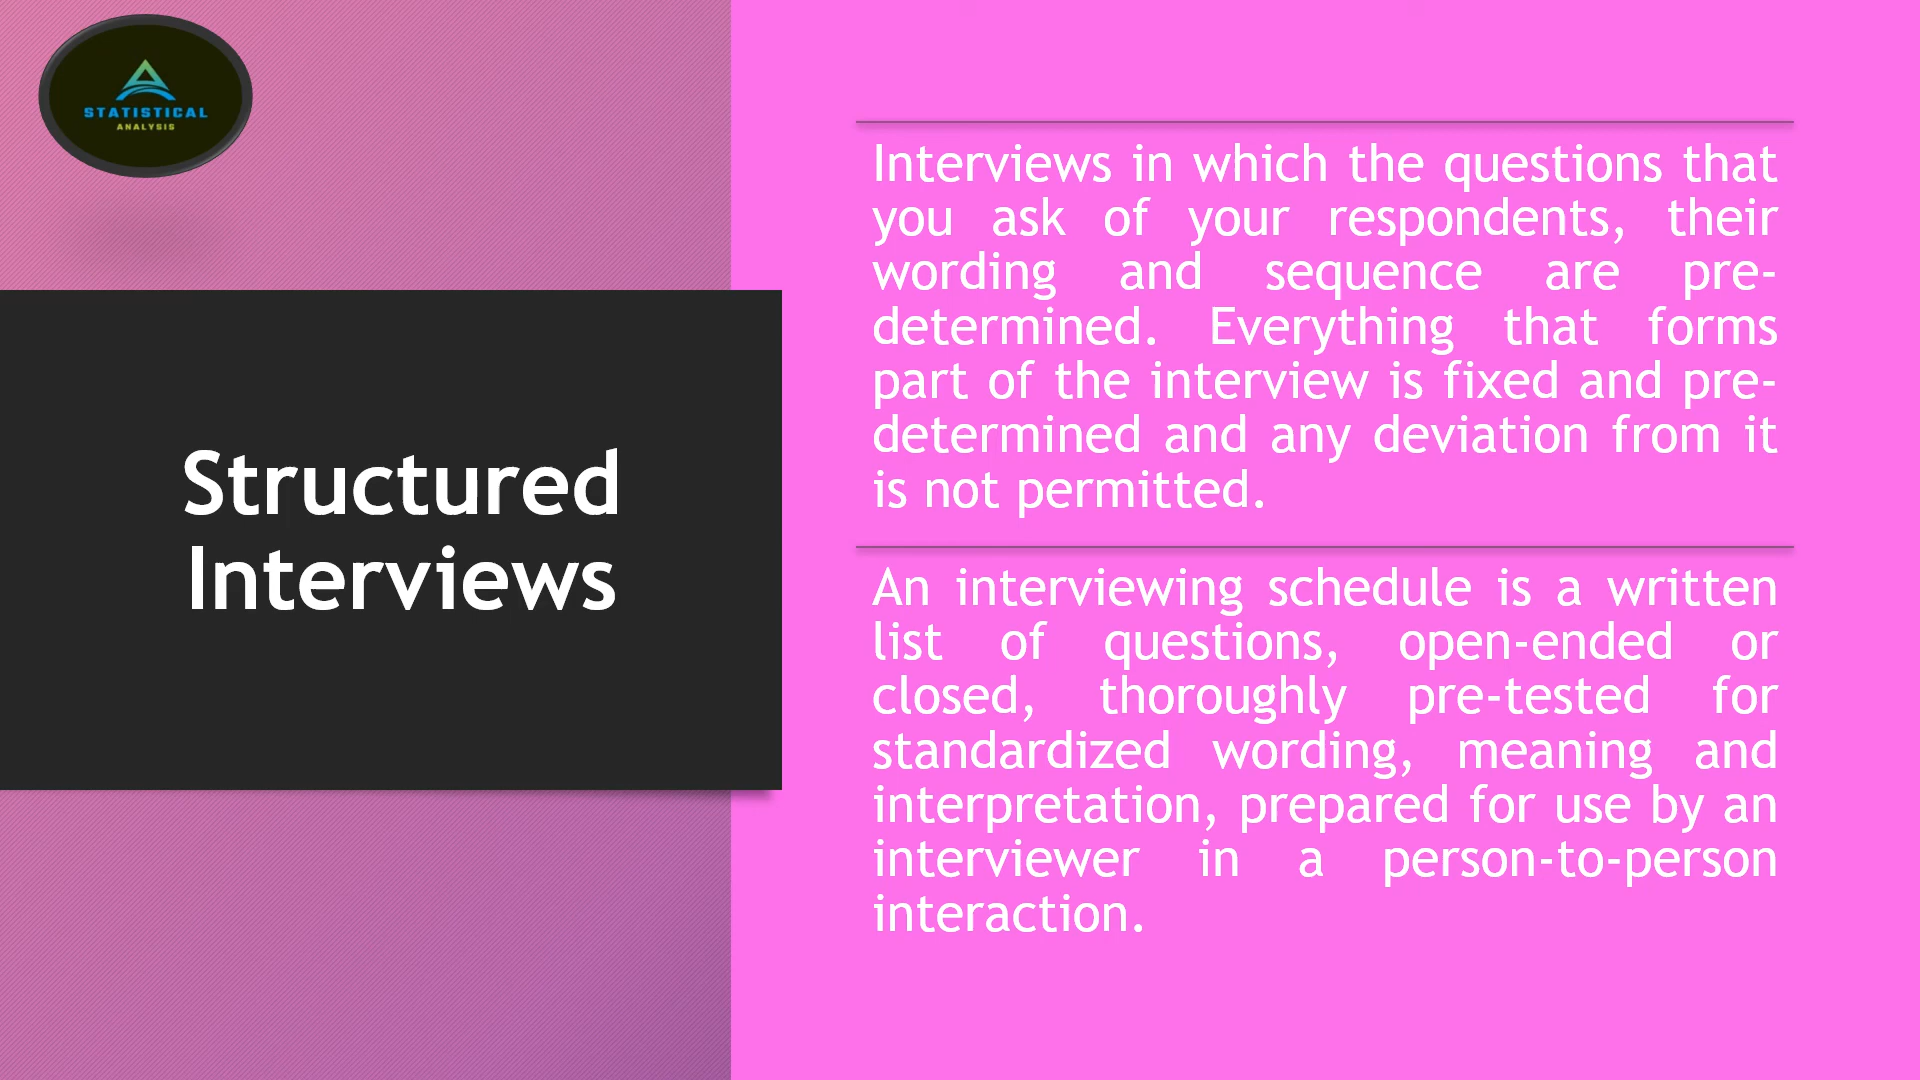 STATISTICAL
ANALYSIS
Structured
Interviews
Interviews in which the questions that
you ask of your respondents, their
wording and sequence are pre-
determined. Everything that forms
part of the interview is fixed and pre-
determined and any deviation from it
is not permitted.
An interviewing schedule is a written
list of questions, open-ended or
closed, thoroughly pre-tested for
standardized wording, meaning and
interpretation, prepared for use by an
interviewer in a person-to-person
interaction.